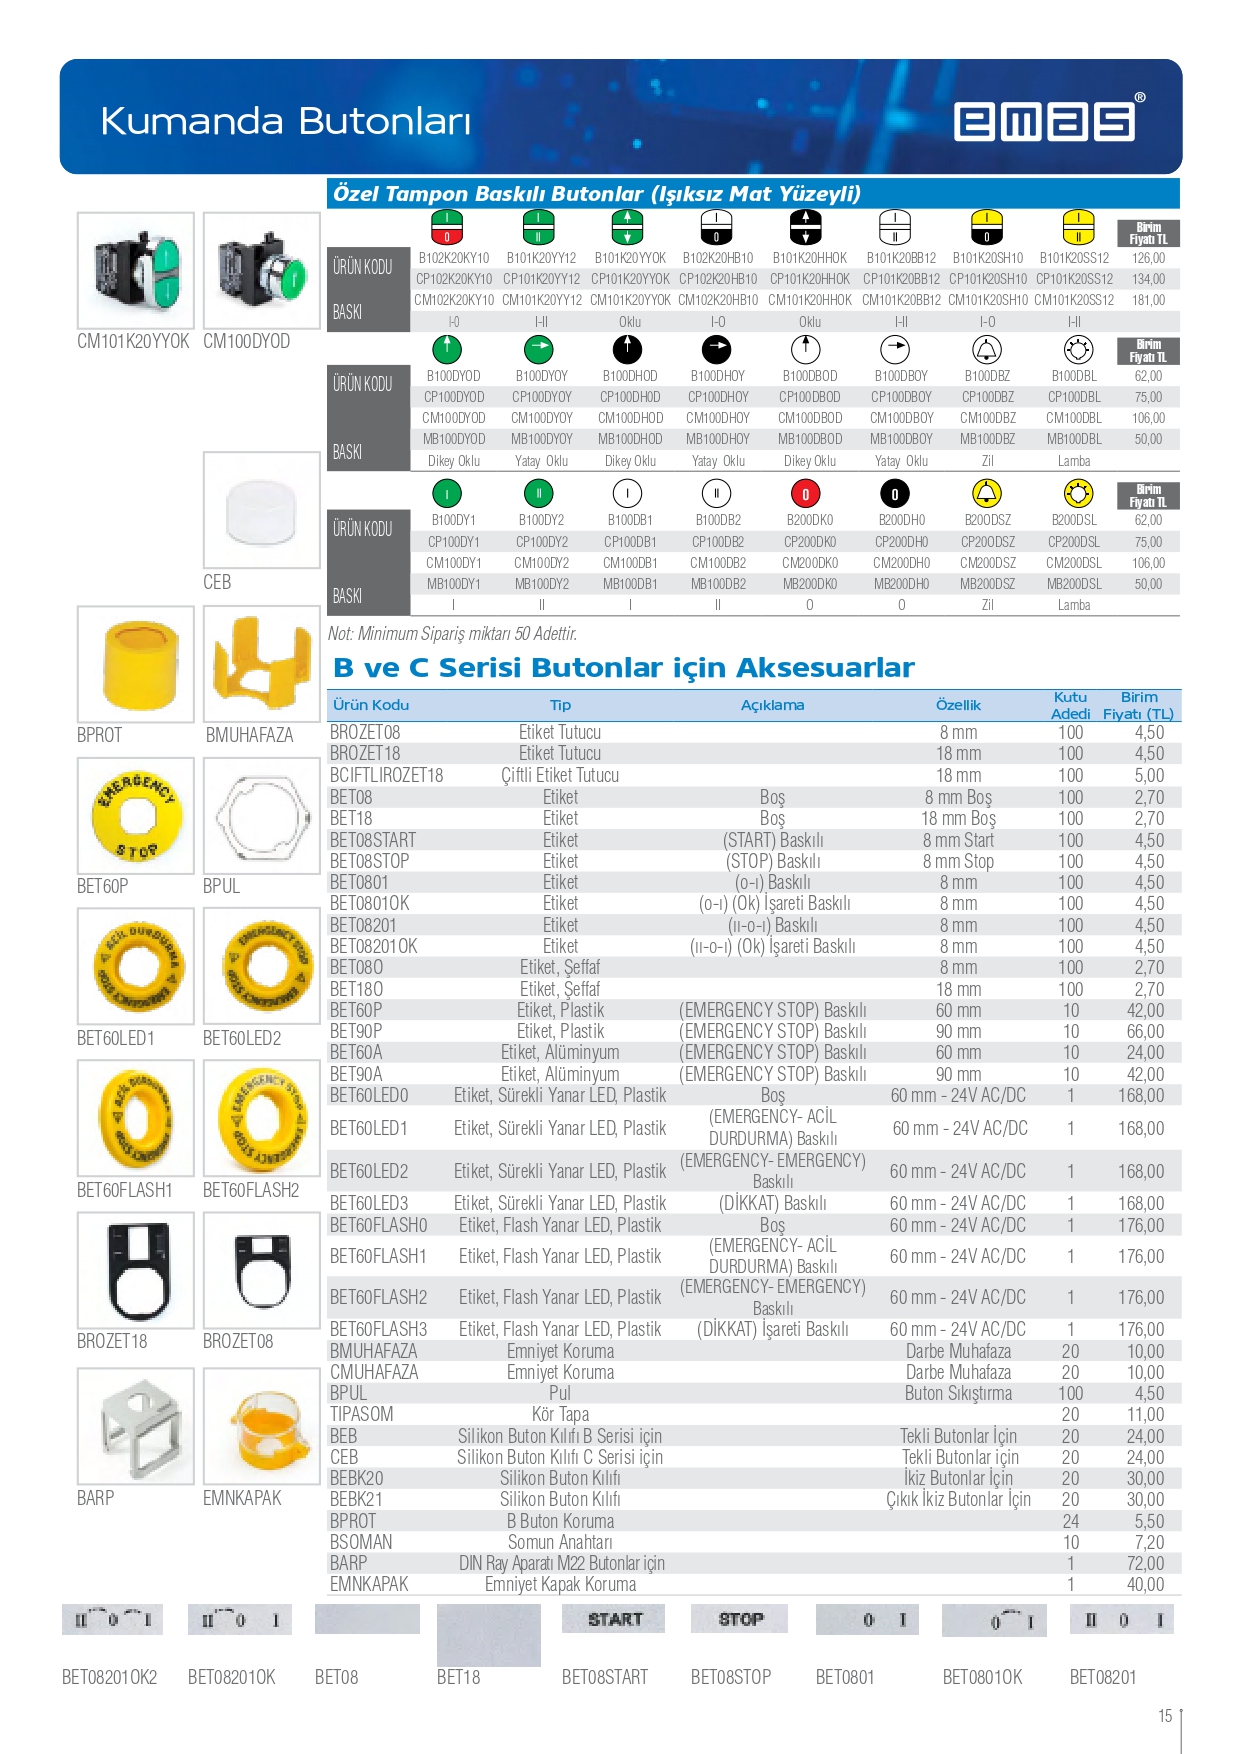 Kumanda Butonları
emas®
Özel Tampon Baskılı Butonlar (Işıksız Mat Yüzeyli)
I I I I I I
0 II 0 II 0 II
Birim
Fiyatı TL
ÜRÜN KODU
BASKI
B102K20KY10 B101K20YY12 B101K20YYOK B102K20HB10 B101K20HHOK B101K20BB12 B101K20SH10 B101K20SS12 126,00
CP102K20KY10 CP101K20YY12 CP101K20YYOK CP102K20HB10 CP101K20HHOK CP101K20BB12 CP101K20SH10 CP101K20SS12 134,00
CM102K20KY10 CM101K20YY12 CM101K20YYOK CM102K20HB10 CM101K20HHOK CM101K20BB12 CM101K20SH10 CM101K20SS12 181,00
I-0 I-II Oklu I-O Oklu I-II I-O I-II
CM101K20YYOK CM100DYOD
Birim
Fiyatı TL
ÜRÜN KODU
BASKI
B100DYOD B100DYOY B100DHOD B100DHOY B100DBOD B100DBOY B100DBZ B100DBL 62,00
CP100DYOD CP100DYOY CP100DH0D CP100DHOY CP100DBOD CP100DBOY CP100DBZ CP100DBL 75,00
CM100DYOD CM100DYOY CM100DHOD CM100DHOY CM100DBOD CM100DBOY CM100DBZ CM100DBL 106,00
MB100DYOD MB100DYOY MB100DHOD MB100DHOY MB100DBOD MB100DBOY MB100DBZ MB100DBL 50,00
Dikey Oklu Yatay Oklu Dikey Oklu Yatay Oklu Dikey Oklu Yatay Oklu Zil Lamba
I II I II 0 0
Birim
Fiyatı TL
ÜRÜN KODU
BASKI
B100DY1 B100DY2 B100DB1 B100DB2 B200DK0 B200DH0 B20ODSZ B200DSL 62,00
CP100DY1 CP100DY2 CP100DB1 CP100DB2 CP200DK0 CP200DH0 CP20ODSZ CP200DSL 75,00
CM100DY1 CM100DY2 CM100DB1 CM100DB2 CM200DK0 CM200DH0 CM200DSZ CM200DSL 106,00
MB100DY1 MB100DY2 MB100DB1 MB100DB2 MB200DK0 MB200DH0 MB200DSZ MB200DSL 50,00
I II I II O O Zil Lamba
CEB
Not: Minimum Sipariş miktarı 50 Adettir.
B ve C Serisi Butonlar için Aksesuarlar
Ürün Kodu Tip Açıklama Özellik Kutu Adedi Birim Fiyatı (TL)
BROZET08 Etiket Tutucu 8 mm 100 4,50
BROZET18 Etiket Tutucu 18 mm 100 4,50
BCIFTLIROZET18 Çiftli Etiket Tutucu 18 mm 100 5,00
BET08 Etiket Boş 8 mm Boş 100 2,70
BET18 Etiket Boş 18 mm Boş 100 2,70
BET08START Etiket (START) Baskılı 8 mm Start 100 4,50
BET08STOP Etiket (STOP) Baskılı 8 mm Stop 100 4,50
BET0801 Etiket (o-ı) Baskılı 8 mm 100 4,50
BET0801OK Etiket (o-ı) (Ok) İşareti Baskılı 8 mm 100 4,50
BET08201 Etiket (ıı-o-ı) Baskılı 8 mm 100 4,50
BET08201OK Etiket (ıı-o-ı) (Ok) İşareti Baskılı 8 mm 100 4,50
BET08O Etiket, Şeffaf 8 mm 100 2,70
BET18O Etiket, Şeffaf 18 mm 100 2,70
BET60P Etiket, Plastik (EMERGENCY STOP) Baskılı 60 mm 10 42,00
BET90P Etiket, Plastik (EMERGENCY STOP) Baskılı 90 mm 10 66,00
BET60A Etiket, Alüminyum (EMERGENCY STOP) Baskılı 60 mm 10 24,00
BET90A Etiket, Alüminyum (EMERGENCY STOP) Baskılı 90 mm 10 42,00
BET60LED0 Etiket, Sürekli Yanar LED, Plastik Boş 60 mm - 24V AC/DC 1 168,00
BET60LED1 Etiket, Sürekli Yanar LED, Plastik (EMERGENCY- ACİL DURDURMA) Baskılı 60 mm - 24V AC/DC 1 168,00
BET60LED2 Etiket, Sürekli Yanar LED, Plastik (EMERGENCY- EMERGENCY) Baskılı 60 mm - 24V AC/DC 1 168,00
BET60LED3 Etiket, Sürekli Yanar LED, Plastik (DİKKAT) Baskılı 60 mm - 24V AC/DC 1 168,00
BET60FLASH0 Etiket, Flash Yanar LED, Plastik Boş 60 mm - 24V AC/DC 1 176,00
BET60FLASH1 Etiket, Flash Yanar LED, Plastik (EMERGENCY- ACİL DURDURMA) Baskılı 60 mm - 24V AC/DC 1 176,00
BET60FLASH2 Etiket, Flash Yanar LED, Plastik (EMERGENCY- EMERGENCY) Baskılı 60 mm - 24V AC/DC 1 176,00
BET60FLASH3 Etiket, Flash Yanar LED, Plastik (DİKKAT) İşareti Baskılı 60 mm - 24V AC/DC 1 176,00
BMUHAFAZA Emniyet Koruma Darbe Muhafaza 20 10,00
CMUHAFAZA Emniyet Koruma Darbe Muhafaza 20 10,00
BPUL Pul Buton Sıkıştırma 100 4,50
TIPASOM Kör Tapa 20 11,00
BEB Silikon Buton Kılıfı B Serisi için Tekli Butonlar İçin 20 24,00
CEB Silikon Buton Kılıfı C Serisi için Tekli Butonlar için 20 24,00
BEBK20 Silikon Buton Kılıfı İkiz Butonlar İçin 20 30,00
BEBK21 Silikon Buton Kılıfı Çıkık İkiz Butonlar İçin 20 30,00
BPROT B Buton Koruma 24 5,50
BSOMAN Somun Anahtarı 10 7,20
BARP DIN Ray Aparatı M22 Butonlar için 1 72,00
EMNKAPAK Emniyet Kapak Koruma 1 40,00
BPROT BMUHAFAZA
EMERGENCY
STOP
BET60P BPUL
ACİL DURDURMA EMERGENCY STOP
EMERGENCY STOP EMERGENCY STOP
BET60LED1 BET60LED2
ACİL DURDURMA EMERGENCY STOP
EMERGENCY STOP EMERGENCY STOP
BET60FLASH1 BET60FLASH2
BROZET18 BROZET08
BARP EMNKAPAK
II 0 I II 0 I START STOP 0 I 0 I II 0 I
BET08201OK2 BET08201OK BET08 BET18 BET08START BET08STOP BET0801 BET0801OK BET08201
15